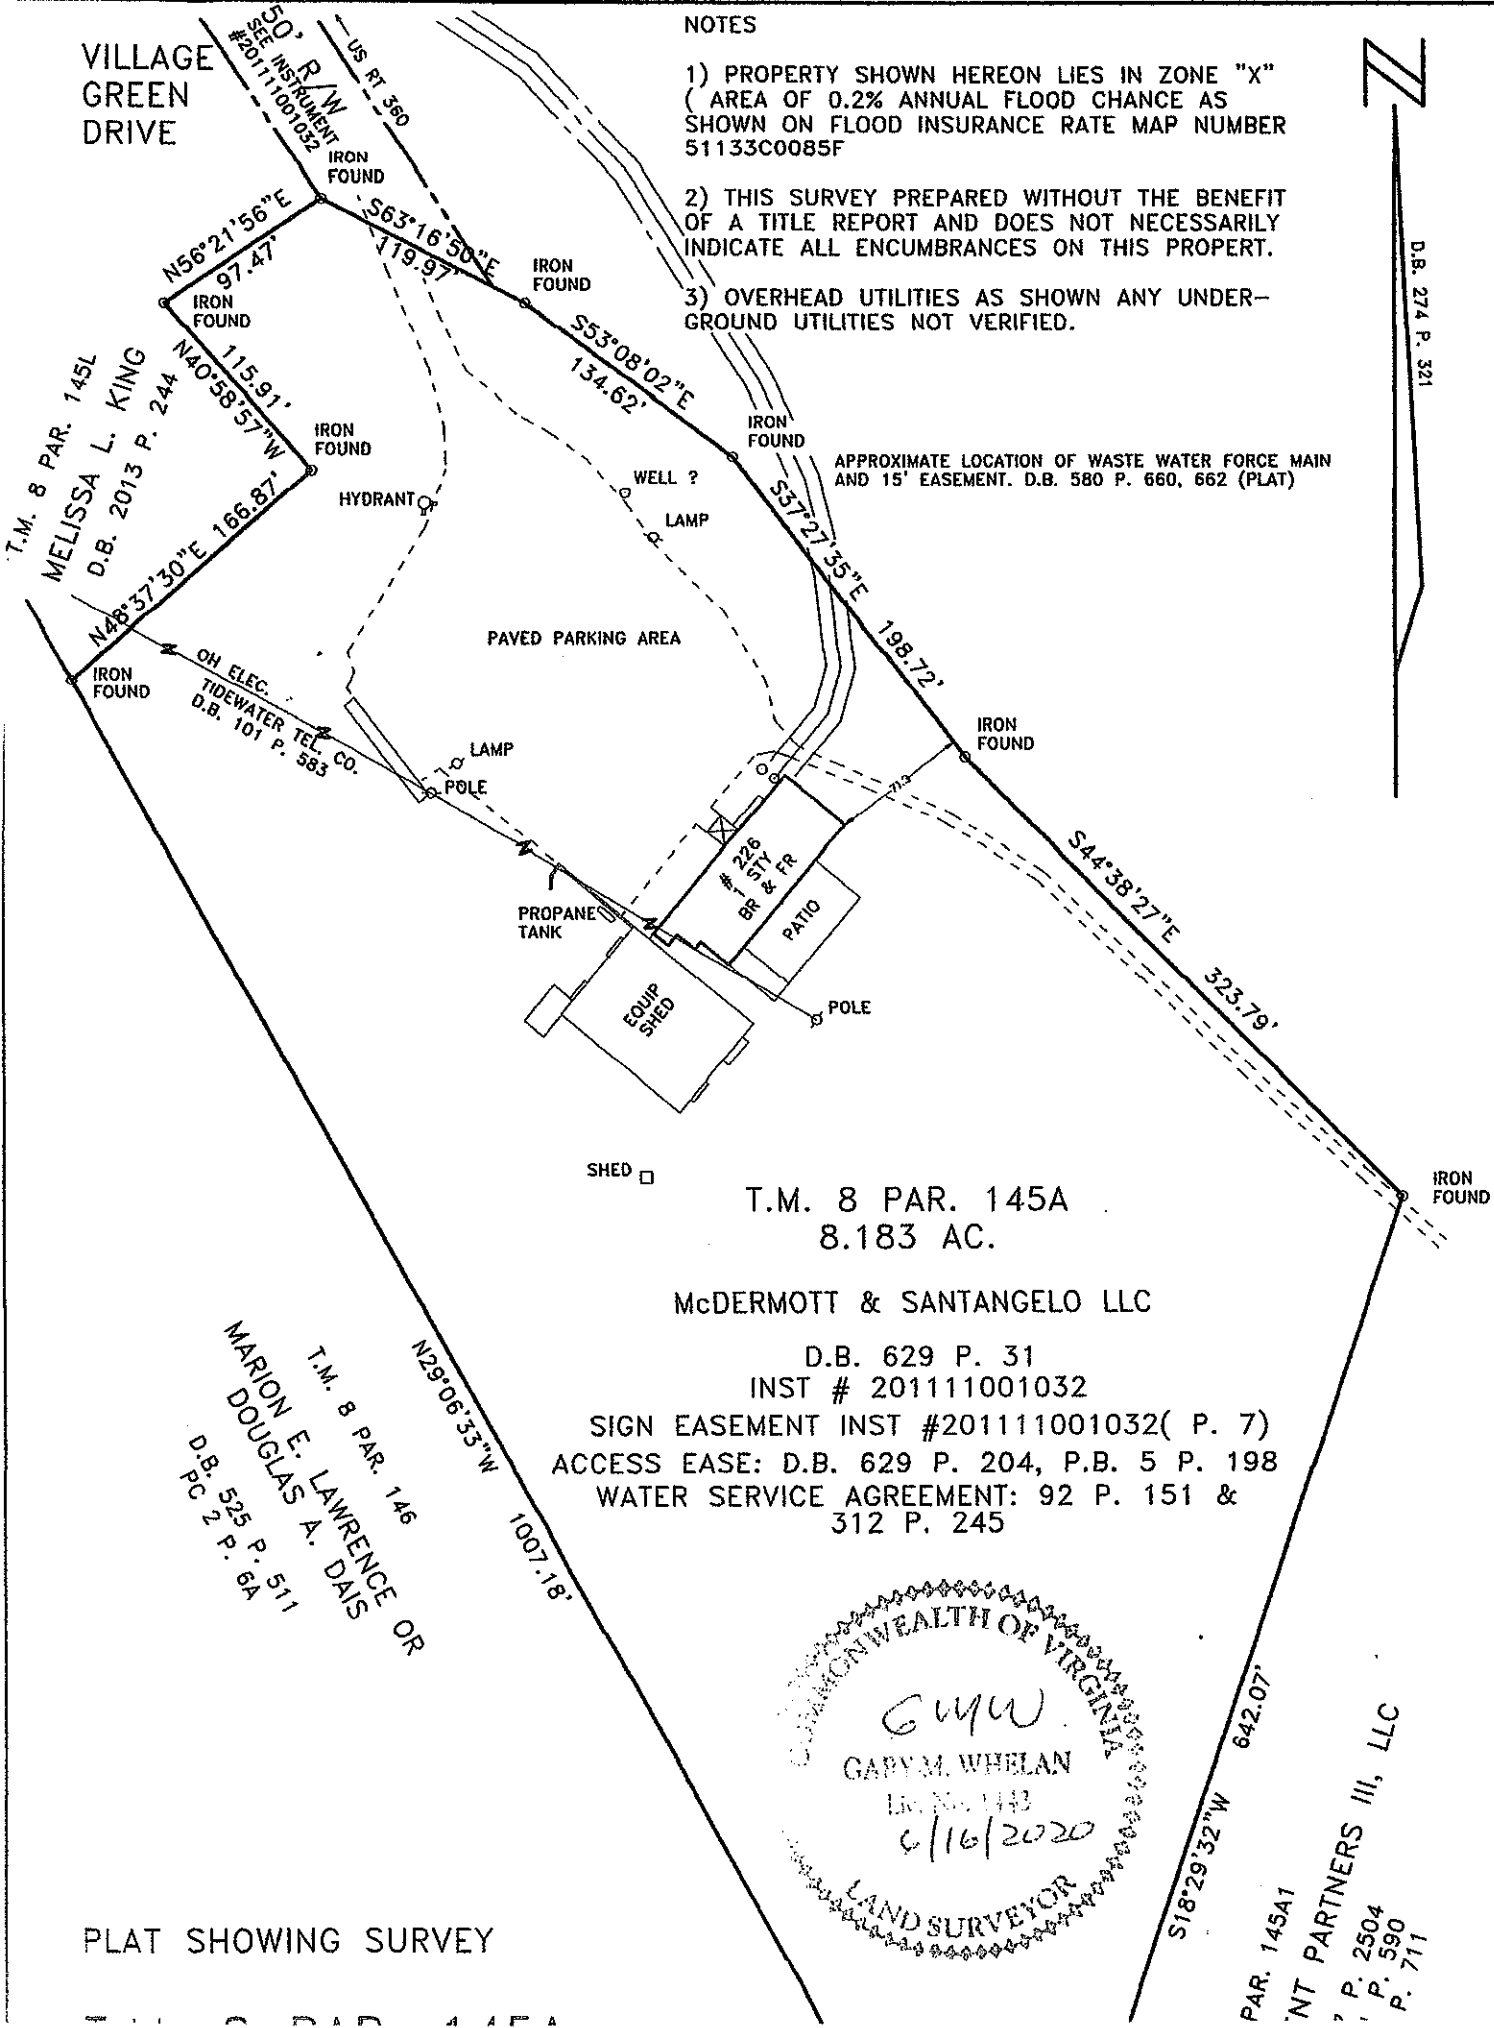 VILLAGE
GREEN
DRIVE
50' R/W
SEE INSTRUMENT
#201111001032
US RT 360
NOTES
1) PROPERTY SHOWN HEREON LIES IN ZONE "X"
( AREA OF 0.2% ANNUAL FLOOD CHANCE AS
SHOWN ON FLOOD INSURANCE RATE MAP NUMBER
51133C0085F
2) THIS SURVEY PREPARED WITHOUT THE BENEFIT
OF A TITLE REPORT AND DOES NOT NECESSARILY
INDICATE ALL ENCUMBRANCES ON THIS PROPERT.
3) OVERHEAD UTILITIES AS SHOWN ANY UNDER-
GROUND UTILITIES NOT VERIFIED.
N
D.B. 274 P. 321
IRON
FOUND
N56°21'56"E
97.47'
S63°16'50"E
119.97'
IRON
FOUND
IRON
FOUND
S53°08'02"E
134.62'
115.91'
N40°58'57"W
T.M. 8 PAR. 145L
MELISSA L. KING
D.B. 2013 P. 244
IRON
FOUND
IRON
FOUND
APPROXIMATE LOCATION OF WASTE WATER FORCE MAIN
AND 15' EASEMENT. D.B. 580 P. 660, 662 (PLAT)
HYDRANT
WELL ?
LAMP
S37°27'35"E 198.72'
N48°37'30"E 166.87'
PAVED PARKING AREA
IRON
FOUND
OH ELEC.
TIDEWATER TEL. CO.
D.B. 101 P. 583
LAMP
POLE
IRON
FOUND
71.3
# 226
1 STY
BR & FR
PATIO
PROPANE
TANK
EQUIP
SHED
POLE
S44°38'27"E 323.79'
SHED
IRON
FOUND
T.M. 8 PAR. 145A
8.183 AC.
McDERMOTT & SANTANGELO LLC
D.B. 629 P. 31
INST # 201111001032
SIGN EASEMENT INST #201111001032( P. 7)
ACCESS EASE: D.B. 629 P. 204, P.B. 5 P. 198
WATER SERVICE AGREEMENT: 92 P. 151 &
312 P. 245
N29°06'33"W 1007.18'
T.M. 8 PAR. 146
MARION E. LAWRENCE OR
DOUGLAS A. DAIS
D.B. 525 P. 511
PC 2 P. 6A
COMMONWEALTH OF VIRGINIA
GMW
GARY M. WHELAN
Lic. No. 1443
6/16/2020
LAND SURVEYOR
S18°29'32"W 642.07'
PAR. 145A1
NT PARTNERS III, LLC
P. 2504
P. 590
P. 711
PLAT SHOWING SURVEY